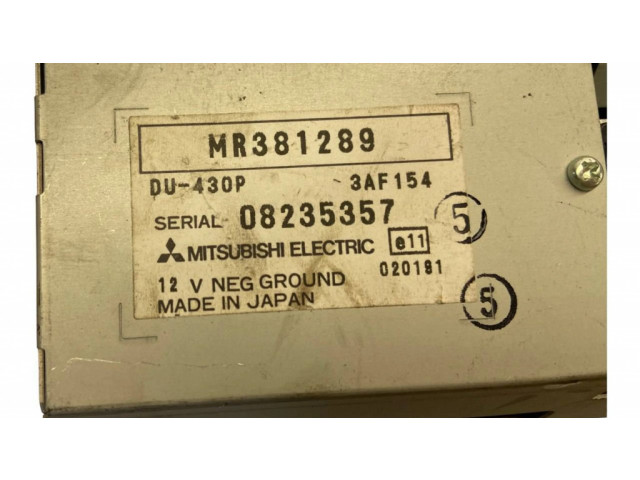 MR381289
DU-430P 3AF154
SERIAL 08235357 5
MITSUBISHI ELECTRIC e11
12 V NEG GROUND 020191
MADE IN JAPAN 5